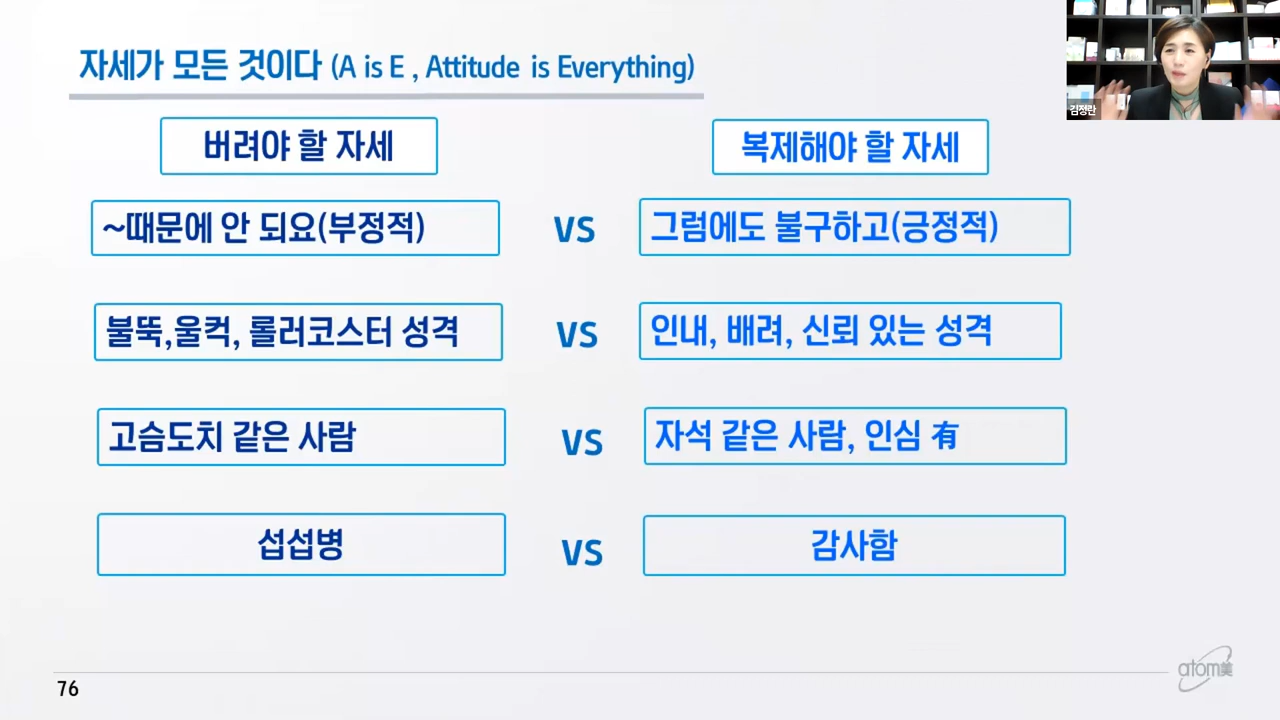 자세가 모든 것이다 (A is E , Attitude is Everything)
김정란
버려야 할 자세
복제해야 할 자세
~때문에 안 되요(부정적)
VS
그럼에도 불구하고(긍정적)
불뚝,울컥, 롤러코스터 성격
VS
인내, 배려, 신뢰 있는 성격
고슴도치 같은 사람
VS
자석 같은 사람, 인심 有
섭섭병
VS
감사함
76
atom美